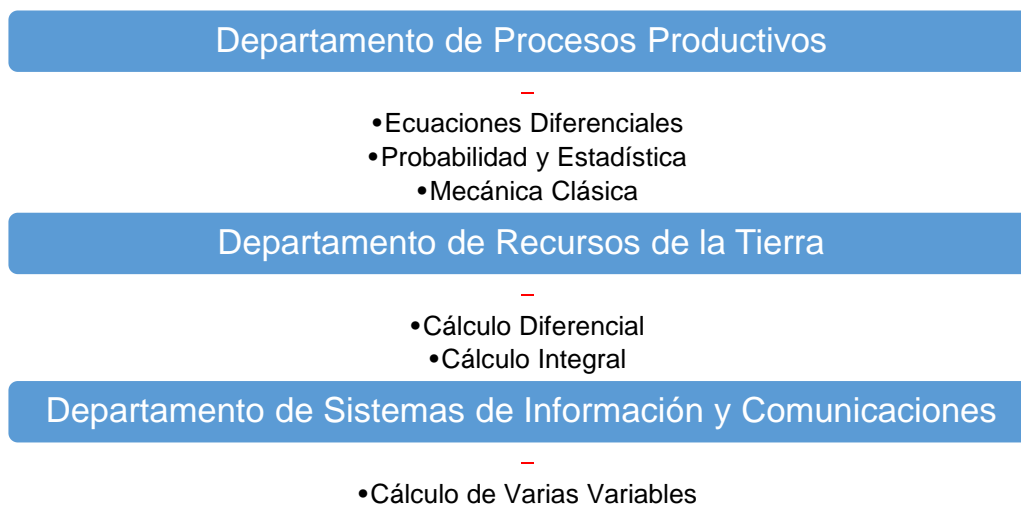 Departamento de Procesos Productivos
–
•Ecuaciones Diferenciales
•Probabilidad y Estadística
•Mecánica Clásica
Departamento de Recursos de la Tierra
–
•Cálculo Diferencial
•Cálculo Integral
Departamento de Sistemas de Información y Comunicaciones
–
•Cálculo de Varias Variables